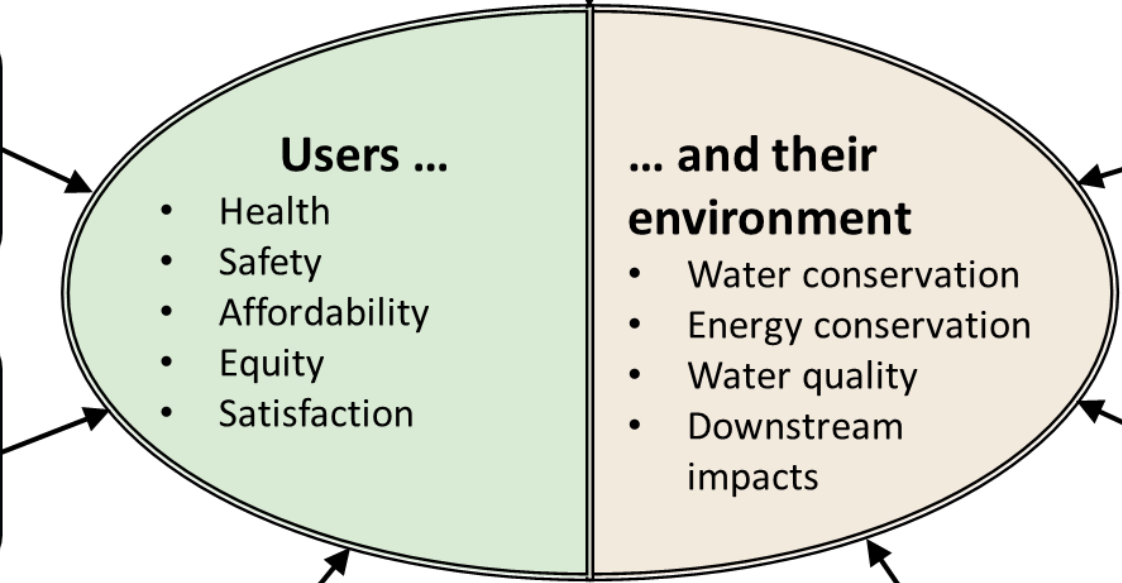 Users ...
• Health
• Safety
• Affordability
• Equity
• Satisfaction
... and their
environment
• Water conservation
• Energy conservation
• Water quality
• Downstream
impacts